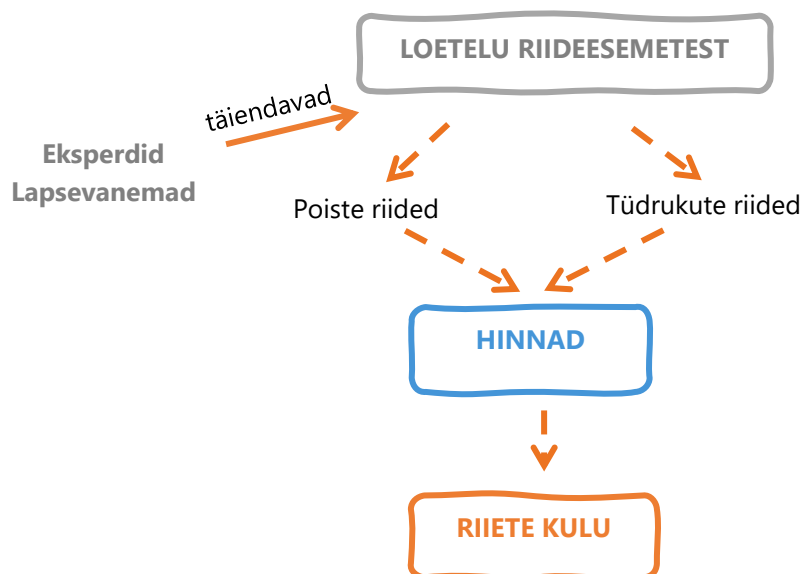 LOETELU RIIDEESEMETEST
täiendavad
Eksperdid
Lapsevanemad
Poiste riided
Tüdrukute riided
HINNAD
RIIETE KULU